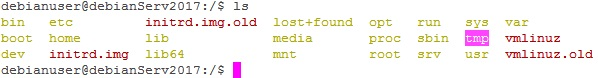 debianuser@debianServ2017:/$ ls
bin etc initrd.img.old lost+found opt run sys var
boot home lib media proc sbin tmp vmlinuz
dev initrd.img lib64 mnt root srv usr vmlinuz.old
debianuser@debianServ2017:/$